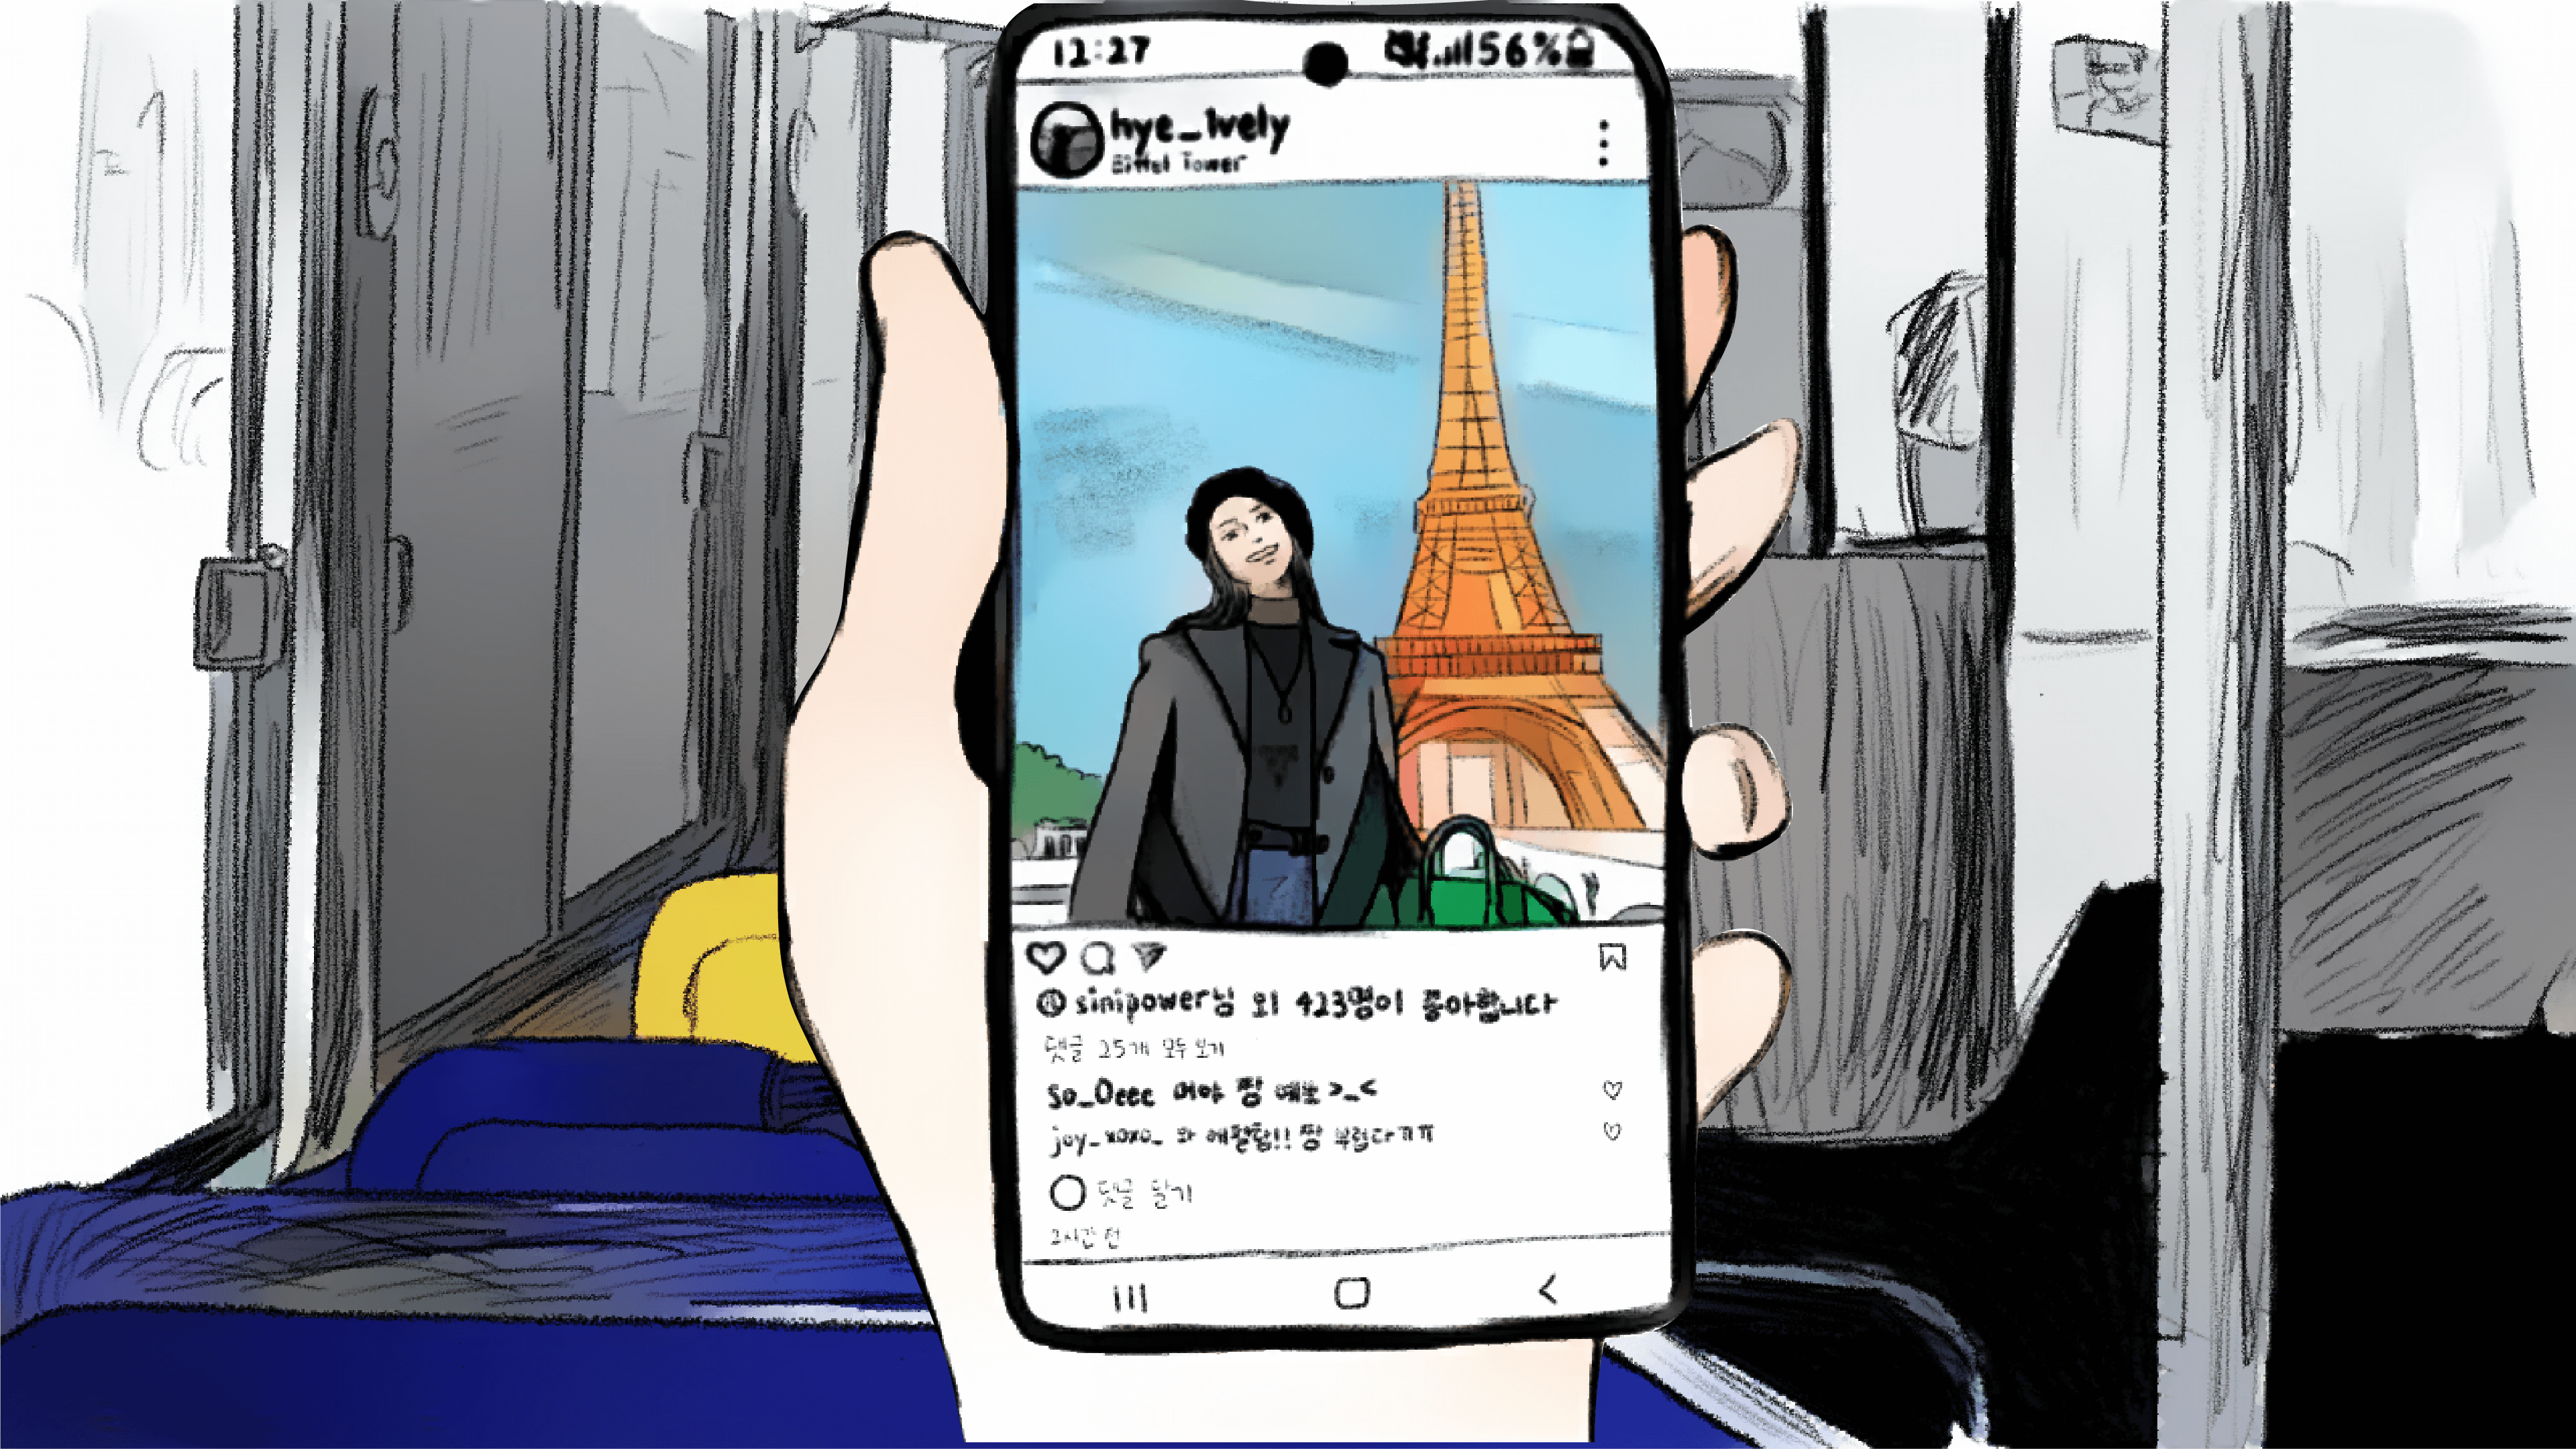 12:27 56%
hye_1vely
Eiffel Tower
sinipower님 외 423명이 좋아합니다
댓글 25개 모두 보기
so_0eee 머야 짱 예쁘 >_<
joy_xoxo_ 와 에펠탑!! 짱 부럽다ㅠㅠ
댓글 달기
2시간 전